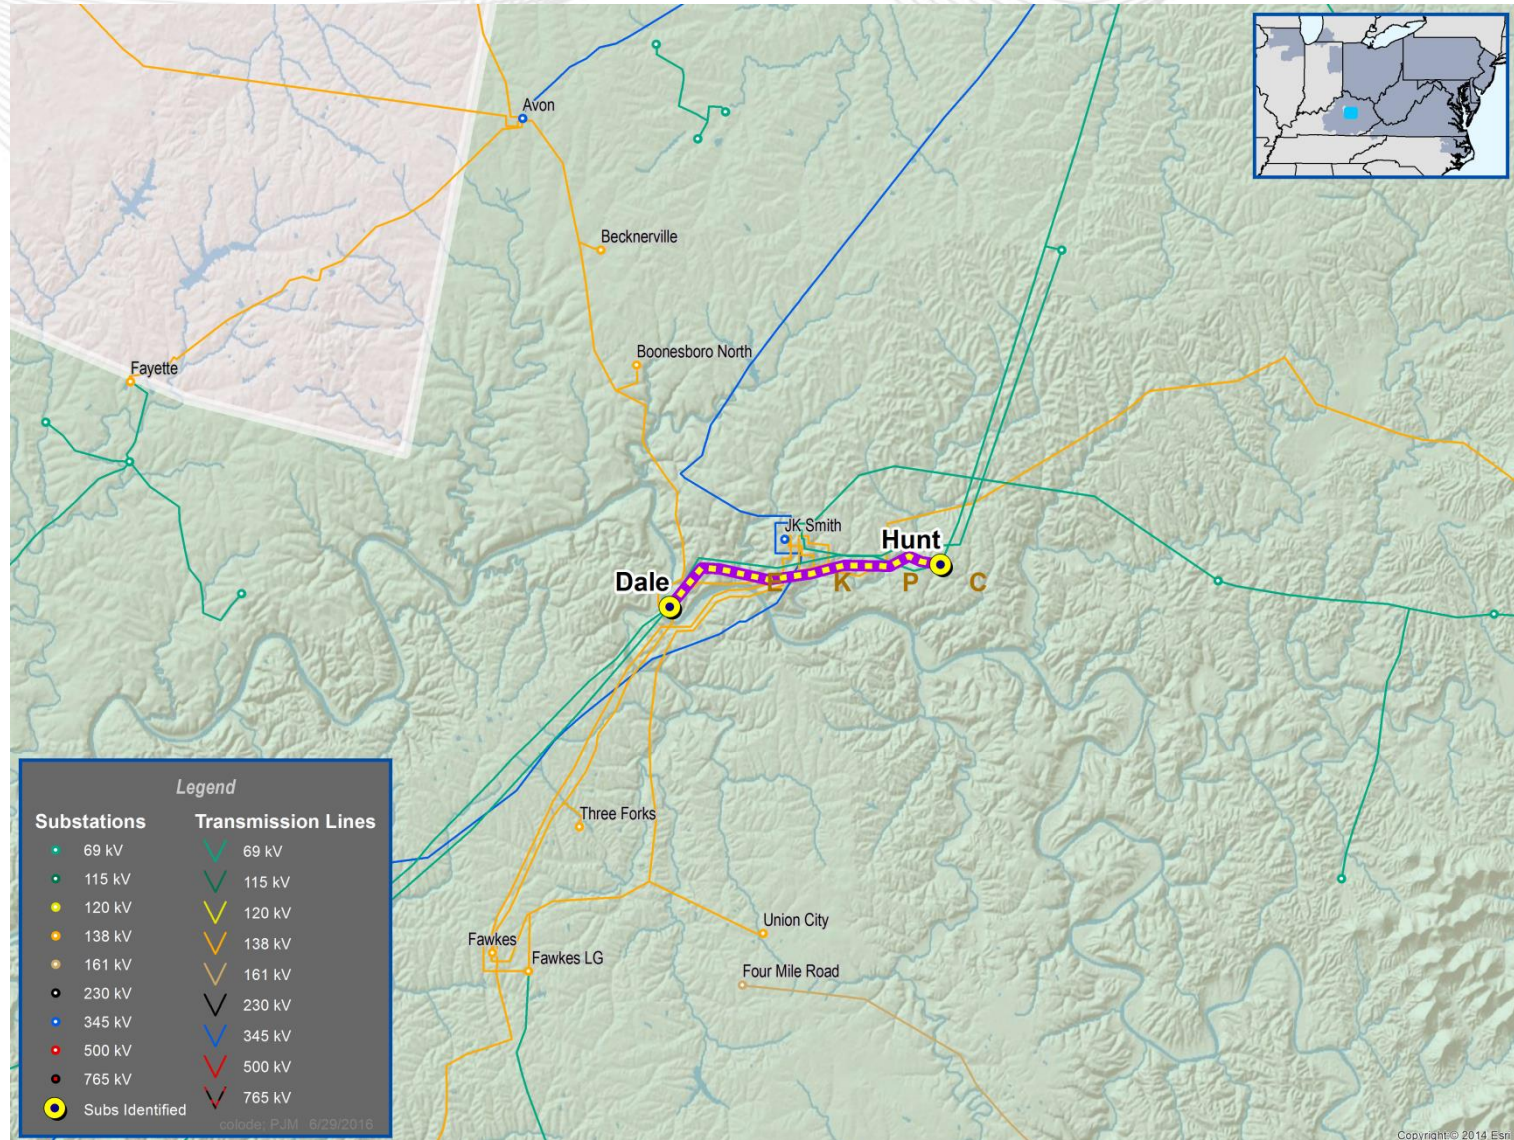 Avon
Becknerville
Boonesboro North
Fayette
JK Smith
Hunt
Dale
E K P C
Three Forks
Union City
Fawkes
Fawkes LG
Four Mile Road
Legend
Substations
69 kV
115 kV
120 kV
138 kV
161 kV
230 kV
345 kV
500 kV
765 kV
Subs Identified
Transmission Lines
69 kV
115 kV
120 kV
138 kV
161 kV
230 kV
345 kV
500 kV
765 kV
colode; PJM 6/29/2016
Copyright:© 2014 Esri